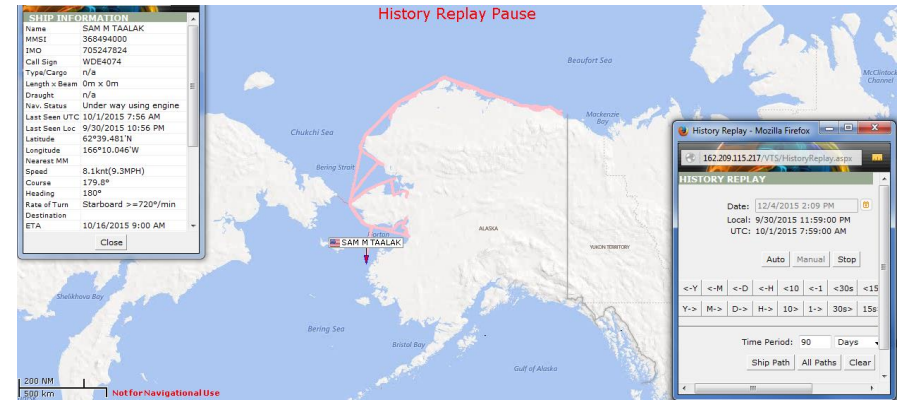 History Replay Pause
SHIP INFORMATION
Name SAM M TAALAK
MMSI 368494000
IMO 705247824
Call Sign WDE4074
Type/Cargo n/a
Length x Beam 0m x 0m
Draught n/a
Nav. Status Under way using engine
Last Seen UTC 10/1/2015 7:56 AM
Last Seen Loc 9/30/2015 10:56 PM
Latitude 62°39.481'N
Longitude 166°10.046'W
Nearest MM
Speed 8.1knt(9.3MPH)
Course 179.8°
Heading 180°
Rate of Turn Starboard >=720°/min
Destination
ETA 10/16/2015 9:00 AM
Close
Beaufort Sea
McClintock
Channel
Mackenzie
Bay
Chukchi Sea
Bering Strait
Norton
SAM M TAALAK
ALASKA
YUKON TERRITORY
Shelikhova Bay
Bering Sea
Bristol Bay
Gulf of Alaska
200 NM
500 km
Not for Navigational Use
History Replay - Mozilla Firefox
162.209.115.217/VTS/HistoryReplay.aspx
HISTORY REPLAY
Date: 12/4/2015 2:09 PM
Local: 9/30/2015 11:59:00 PM
UTC: 10/1/2015 7:59:00 AM
Auto Manual Stop
<-Y <-M <-D <-H <10 <-1 <30s <15
Y-> M-> D-> H-> 10> 1-> 30s> 15s
Time Period: 90 Days
Ship Path All Paths Clear